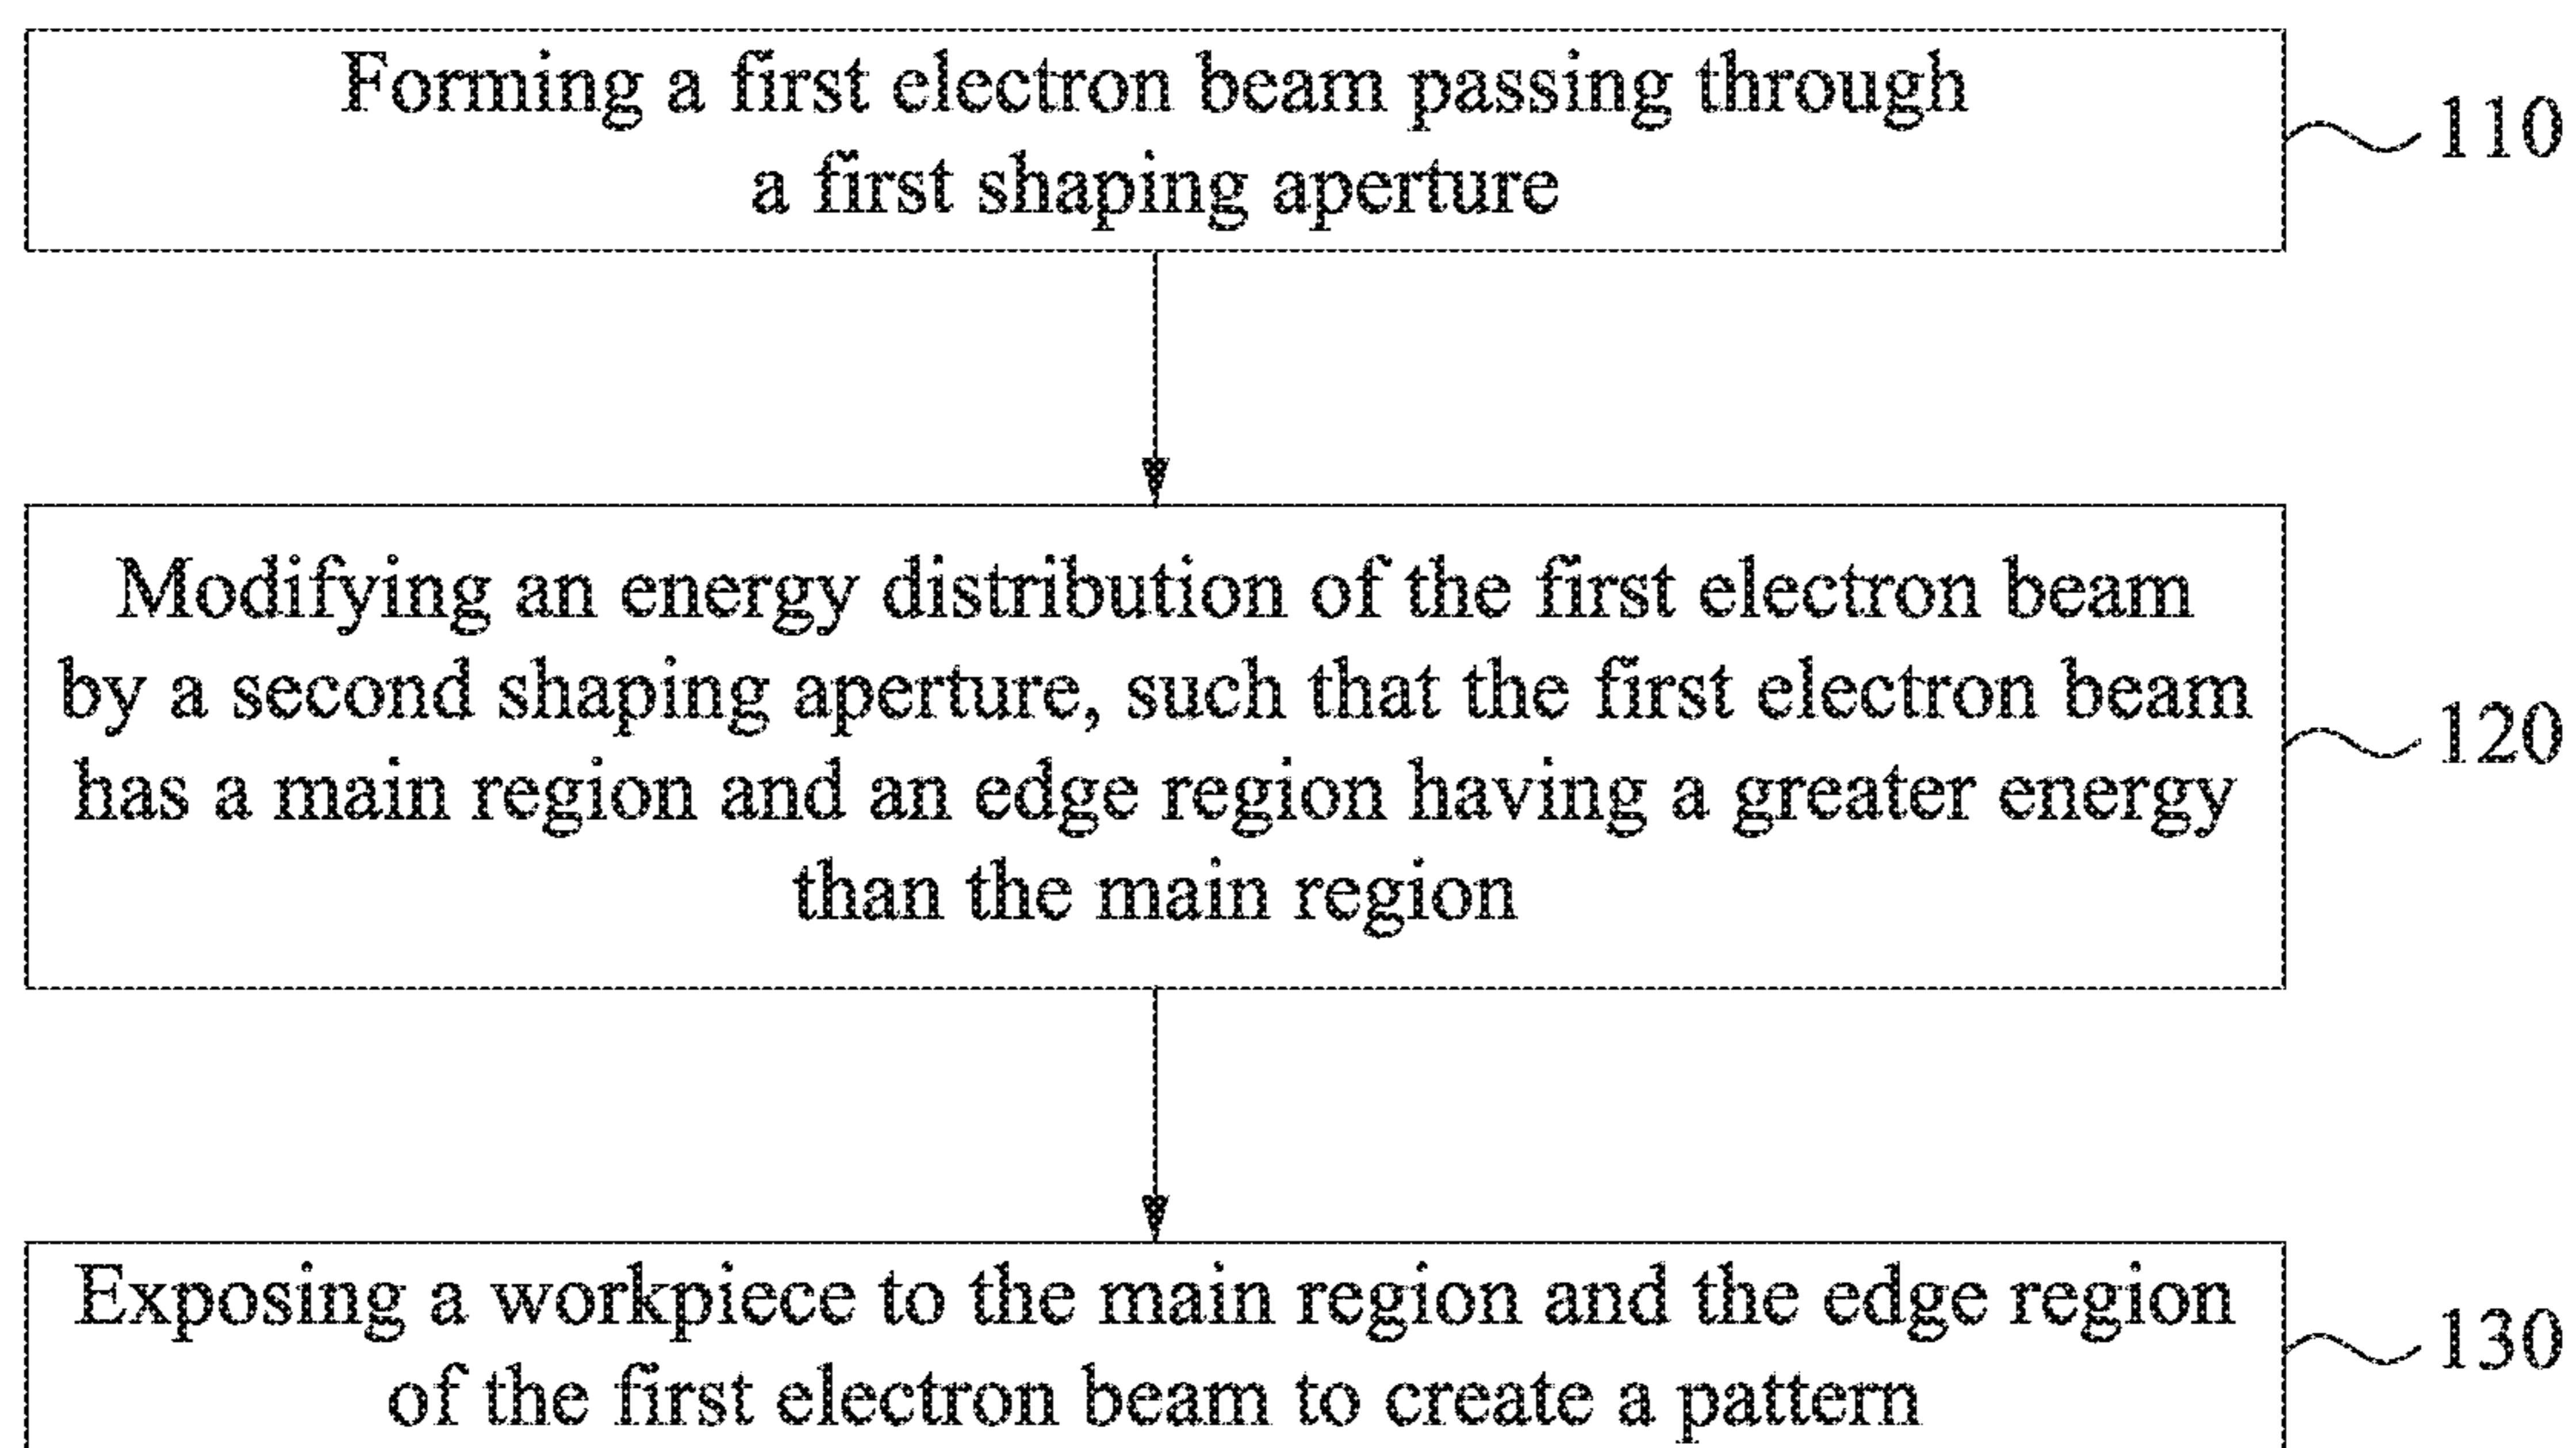 Forming a first electron beam passing through
a first shaping aperture
110
Modifying an energy distribution of the first electron beam
by a second shaping aperture, such that the first electron beam
has a main region and an edge region having a greater energy
than the main region
120
Exposing a workpiece to the main region and the edge region
of the first electron beam to create a pattern
130